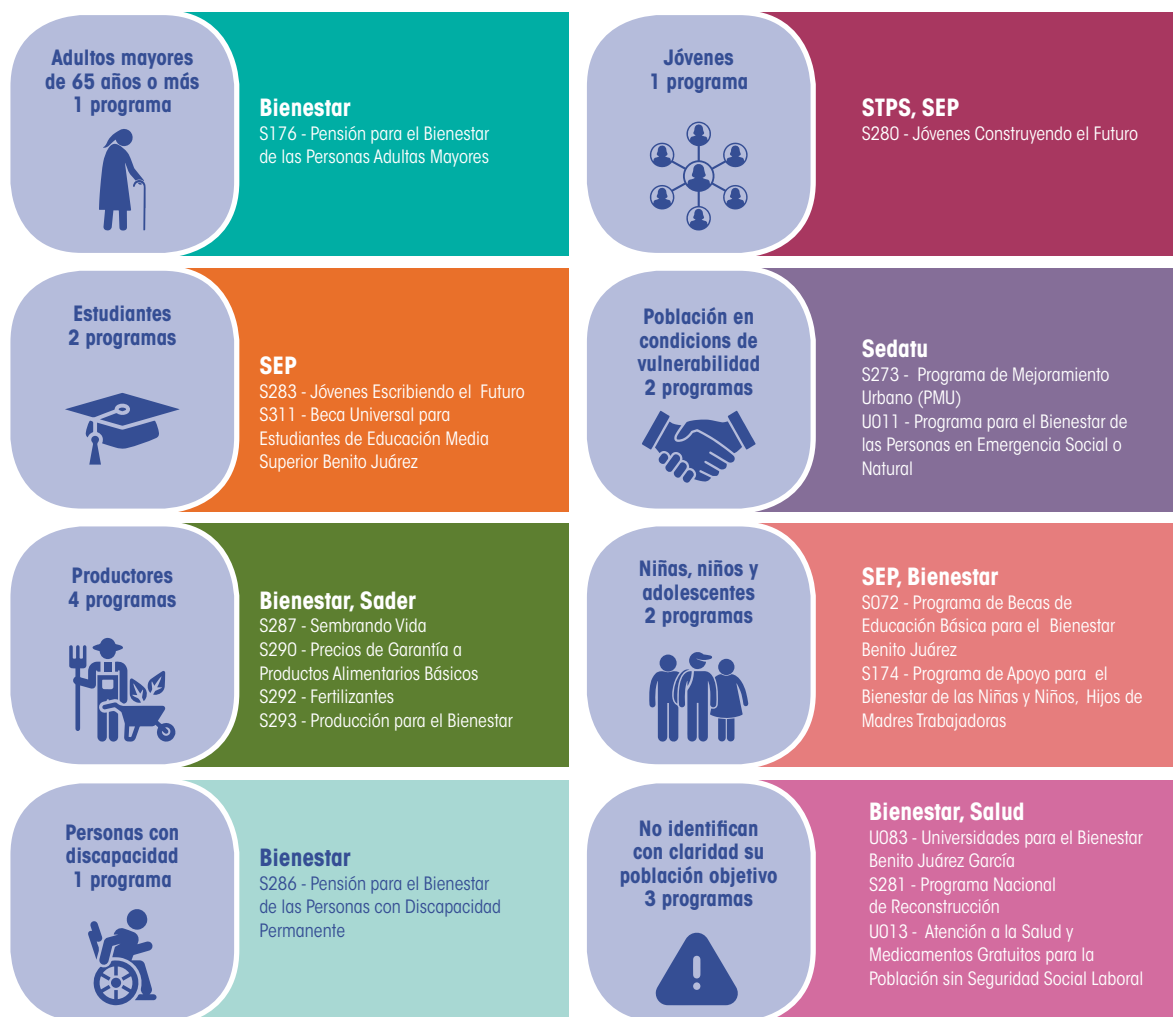 Adultos mayores
de 65 años o más
1 programa
Bienestar
S176 - Pensión para el Bienestar
de las Personas Adultas Mayores
Jóvenes
1 programa
STPS, SEP
S280 - Jóvenes Construyendo el Futuro
Estudiantes
2 programas
SEP
S283 - Jóvenes Escribiendo el Futuro
S311 - Beca Universal para
Estudiantes de Educación Media
Superior Benito Juárez
Población en
condicions de
vulnerabilidad
2 programas
Sedatu
S273 - Programa de Mejoramiento
Urbano (PMU)
U011 - Programa para el Bienestar de
las Personas en Emergencia Social o
Natural
Productores
4 programas
Bienestar, Sader
S287 - Sembrando Vida
S290 - Precios de Garantía a
Productos Alimentarios Básicos
S292 - Fertilizantes
S293 - Producción para el Bienestar
Niñas, niños y
adolescentes
2 programas
SEP, Bienestar
S072 - Programa de Becas de
Educación Básica para el Bienestar
Benito Juárez
S174 - Programa de Apoyo para el
Bienestar de las Niñas y Niños, Hijos de
Madres Trabajadoras
Personas con
discapacidad
1 programa
Bienestar
S286 - Pensión para el Bienestar
de las Personas con Discapacidad
Permanente
No identifican
con claridad su
población objetivo
3 programas
Bienestar, Salud
U083 - Universidades para el Bienestar
Benito Juárez García
S281 - Programa Nacional
de Reconstrucción
U013 - Atención a la Salud y
Medicamentos Gratuitos para la
Población sin Seguridad Social Laboral